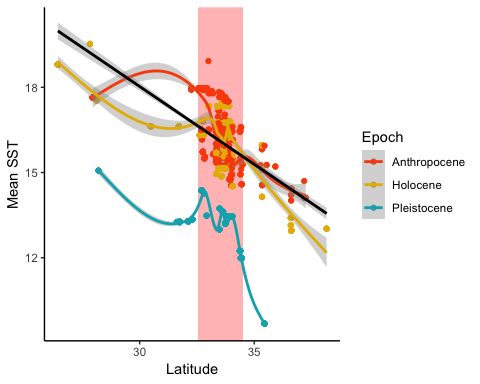 Mean SST
18
15
12
30
35
Latitude
Epoch
Anthropocene
Holocene
Pleistocene